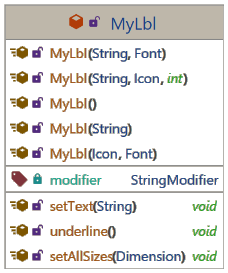 MyLbl
MyLbl(String, Font)
MyLbl(String, Icon, int)
MyLbl()
MyLbl(String)
MyLbl(Icon, Font)
modifier StringModifier
setText(String) void
underline() void
setAllSizes(Dimension) void